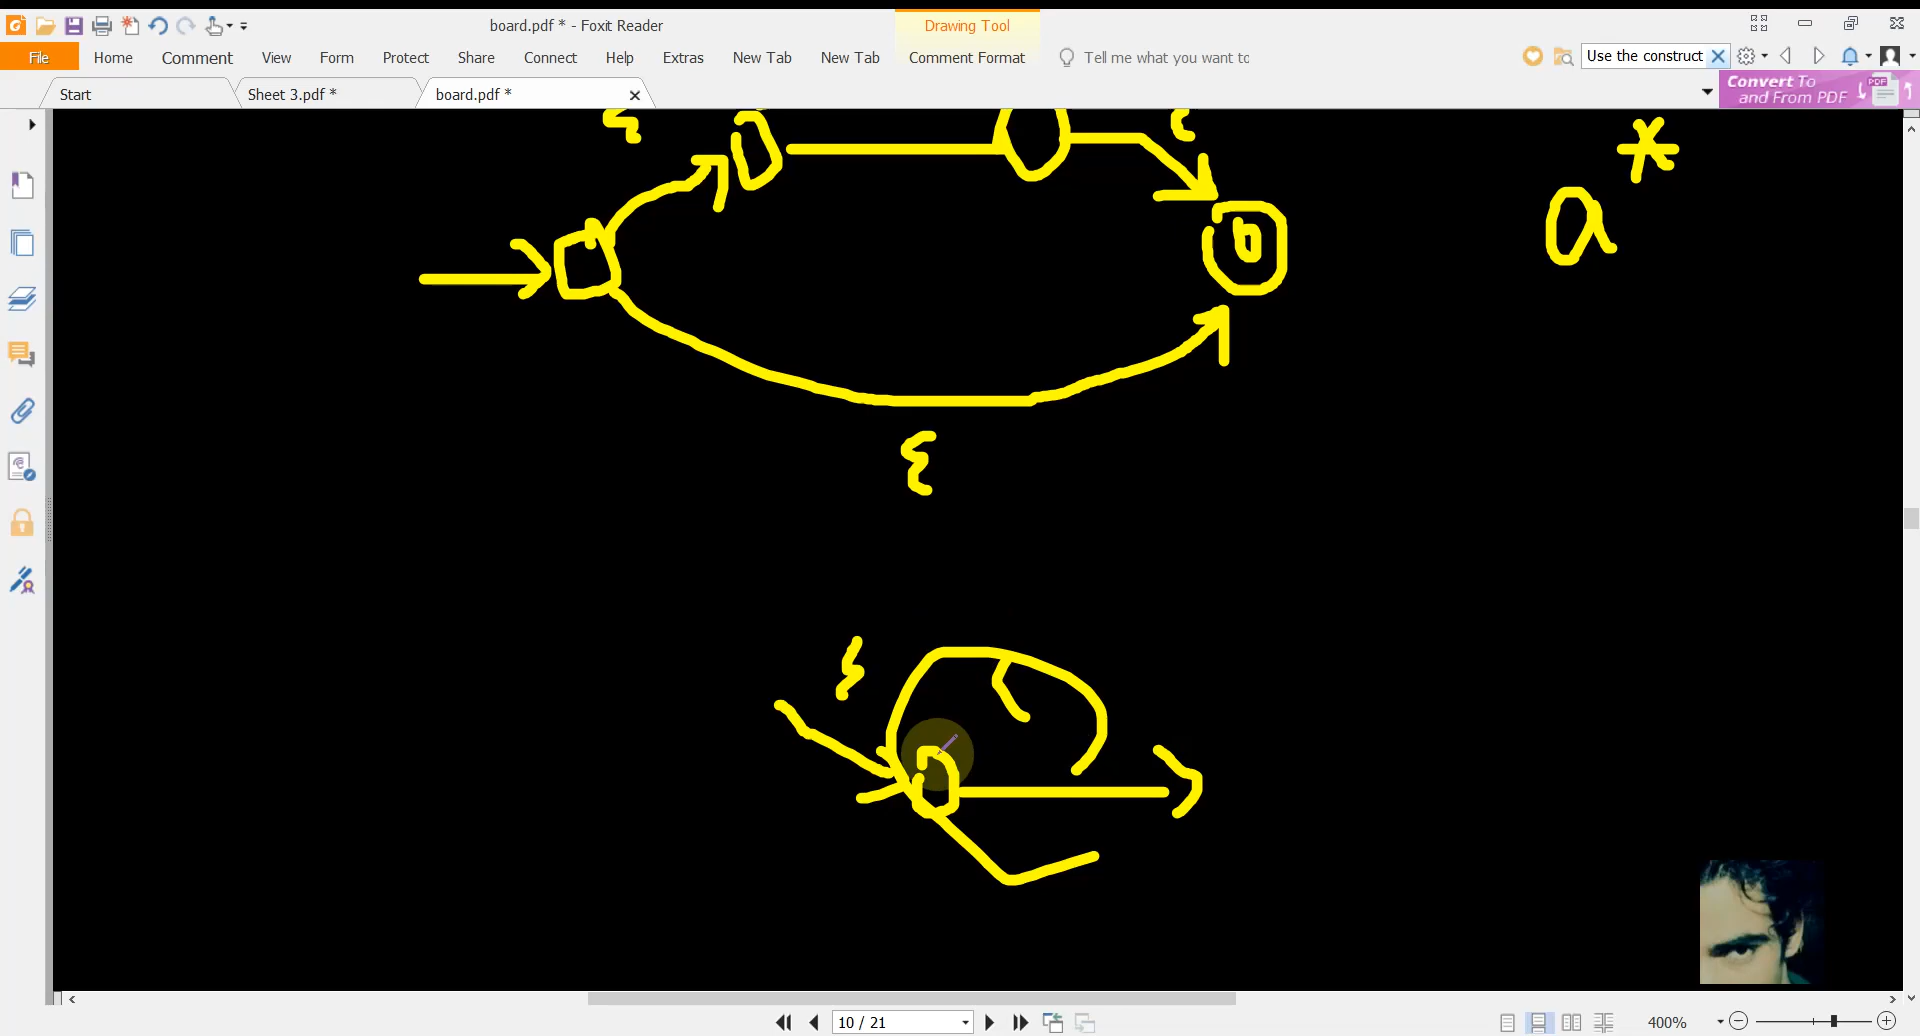 board.pdf * - Foxit Reader
Drawing Tool
File Home Comment View Form Protect Share Connect Help Extras New Tab New Tab Comment Format Tell me what you want to
Use the construct
Start Sheet 3.pdf * board.pdf *
Convert To
and From PDF
PDF
ε ε
a*
ε
ε
10 / 21
400%